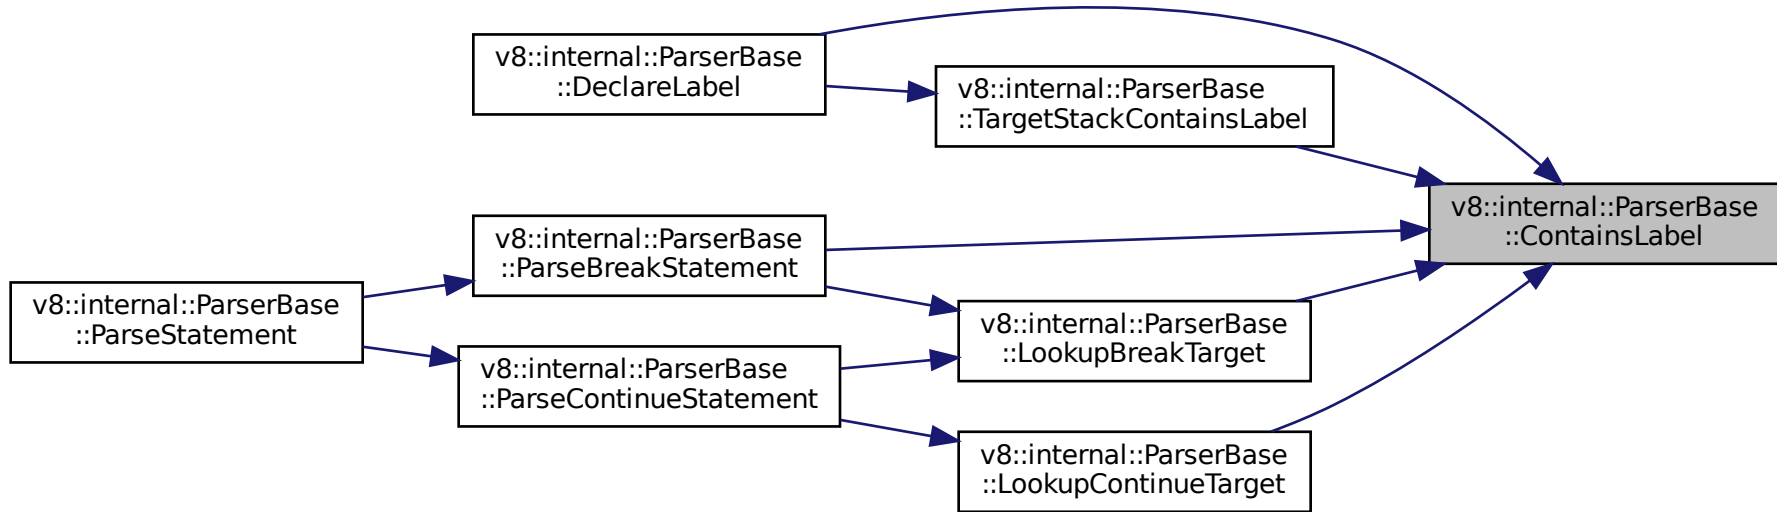 v8::internal::ParserBase
::DeclareLabel
v8::internal::ParserBase
::TargetStackContainsLabel
v8::internal::ParserBase
::ContainsLabel
v8::internal::ParserBase
::ParseBreakStatement
v8::internal::ParserBase
::ParseStatement
v8::internal::ParserBase
::LookupBreakTarget
v8::internal::ParserBase
::ParseContinueStatement
v8::internal::ParserBase
::LookupContinueTarget